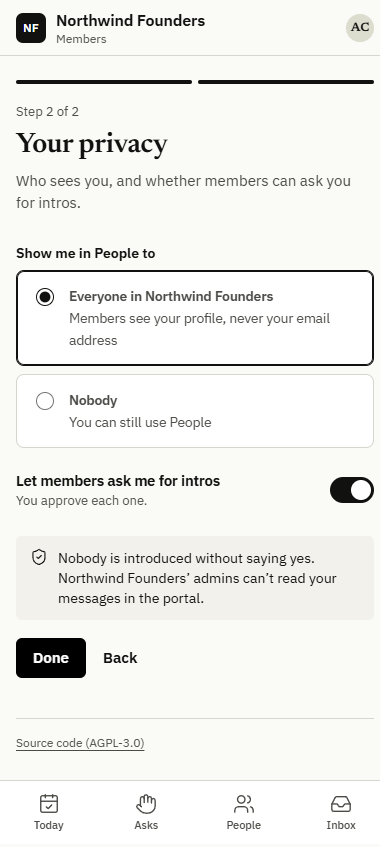 NF
Northwind Founders
Members
AC
Step 2 of 2
Your privacy
Who sees you, and whether members can ask you
for intros.
Show me in People to
Everyone in Northwind Founders
Members see your profile, never your email
address
Nobody
You can still use People
Let members ask me for intros
You approve each one.
Nobody is introduced without saying yes.
Northwind Founders’ admins can’t read your
messages in the portal.
Done
Back
Source code (AGPL-3.0)
Today
Asks
People
Inbox